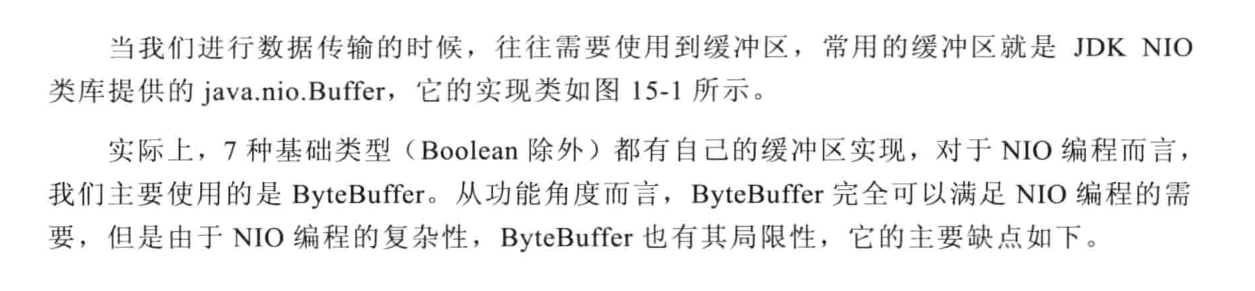 当我们进行数据传输的时候，往往需要使用到缓冲区，常用的缓冲区就是 JDK NIO
类库提供的 java.nio.Buffer，它的实现类如图 15-1 所示。
实际上，7 种基础类型（Boolean 除外）都有自己的缓冲区实现，对于 NIO 编程而言，
我们主要使用的是 ByteBuffer。从功能角度而言，ByteBuffer 完全可以满足 NIO 编程的需
要，但是由于 NIO 编程的复杂性，ByteBuffer 也有其局限性，它的主要缺点如下。